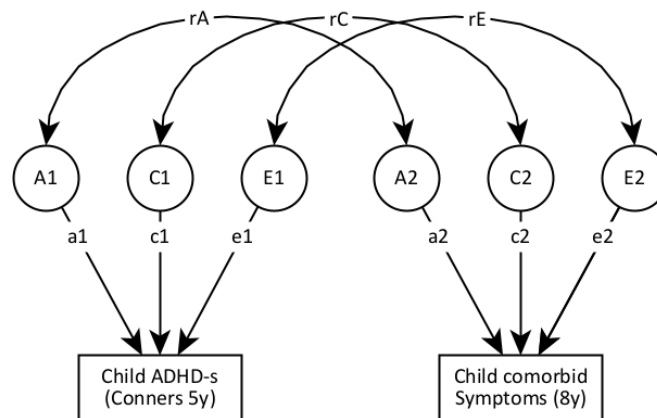 rA rC rE
A1 C1 E1 A2 C2 E2
a1 c1 e1 a2 c2 e2
Child ADHD-s
(Conners 5y)
Child comorbid
Symptoms (8y)